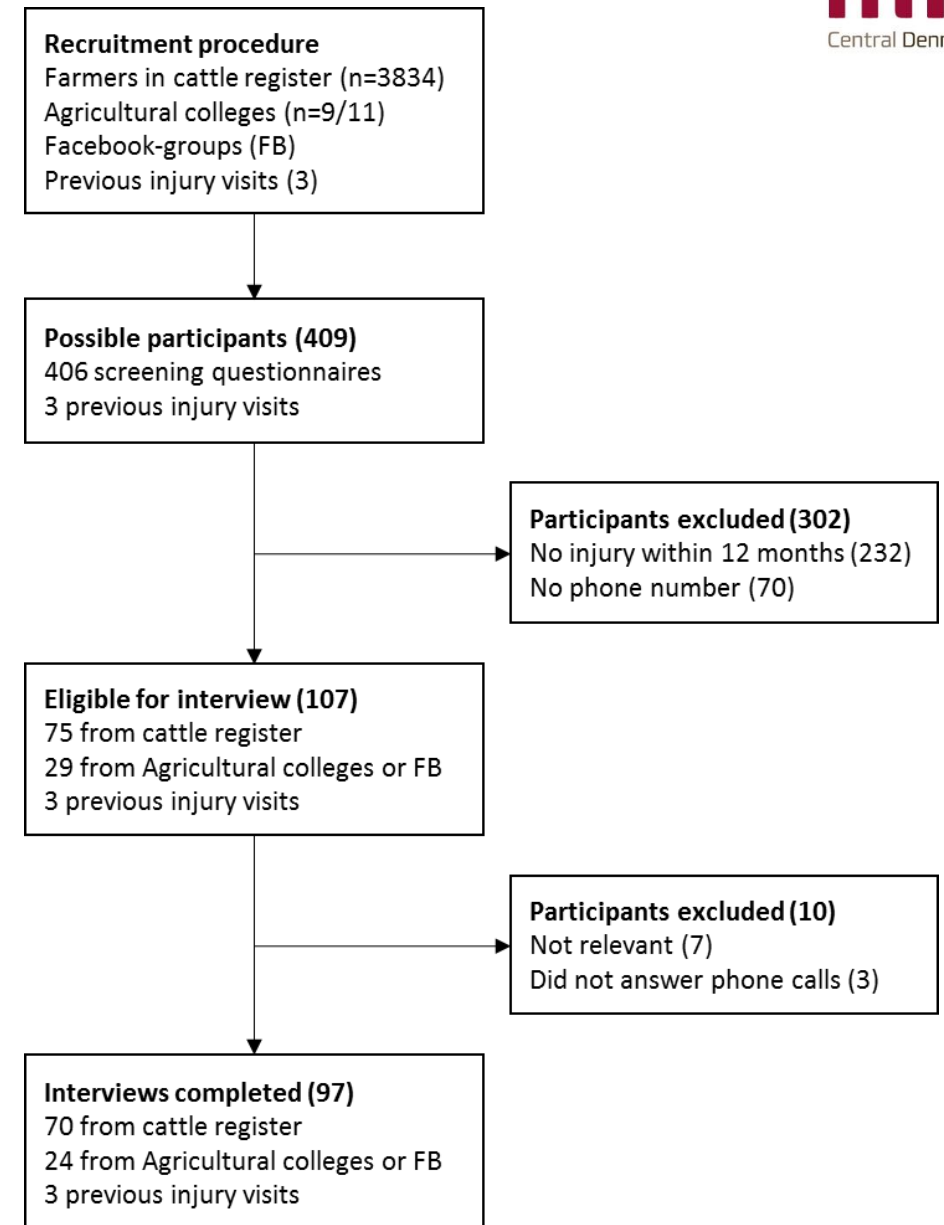 Central
Recruitment procedure
Farmers in cattle register (n=3834)
Agricultural colleges (n=9/11)
Facebook-groups (FB)
Previous injury visits (3)
Possible participants (409)
406 screening questionnaires
3 previous injury visits
Participants excluded (302)
No injury within 12 months (232)
No phone number (70)
Eligible for interview (107)
75 from cattle register
29 from Agricultural colleges or FB
3 previous injury visits
Participants excluded (10)
Not relevant (7)
Did not answer phone calls (3)
Interviews completed (97)
70 from cattle register
24 from Agricultural colleges or FB
3 previous injury visits